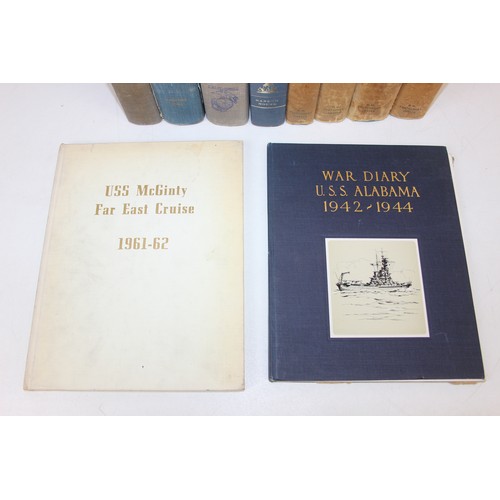 USS McGinty
Far East Cruise
1961-62
WAR DIARY
U.S.S. ALABAMA
1942-1944